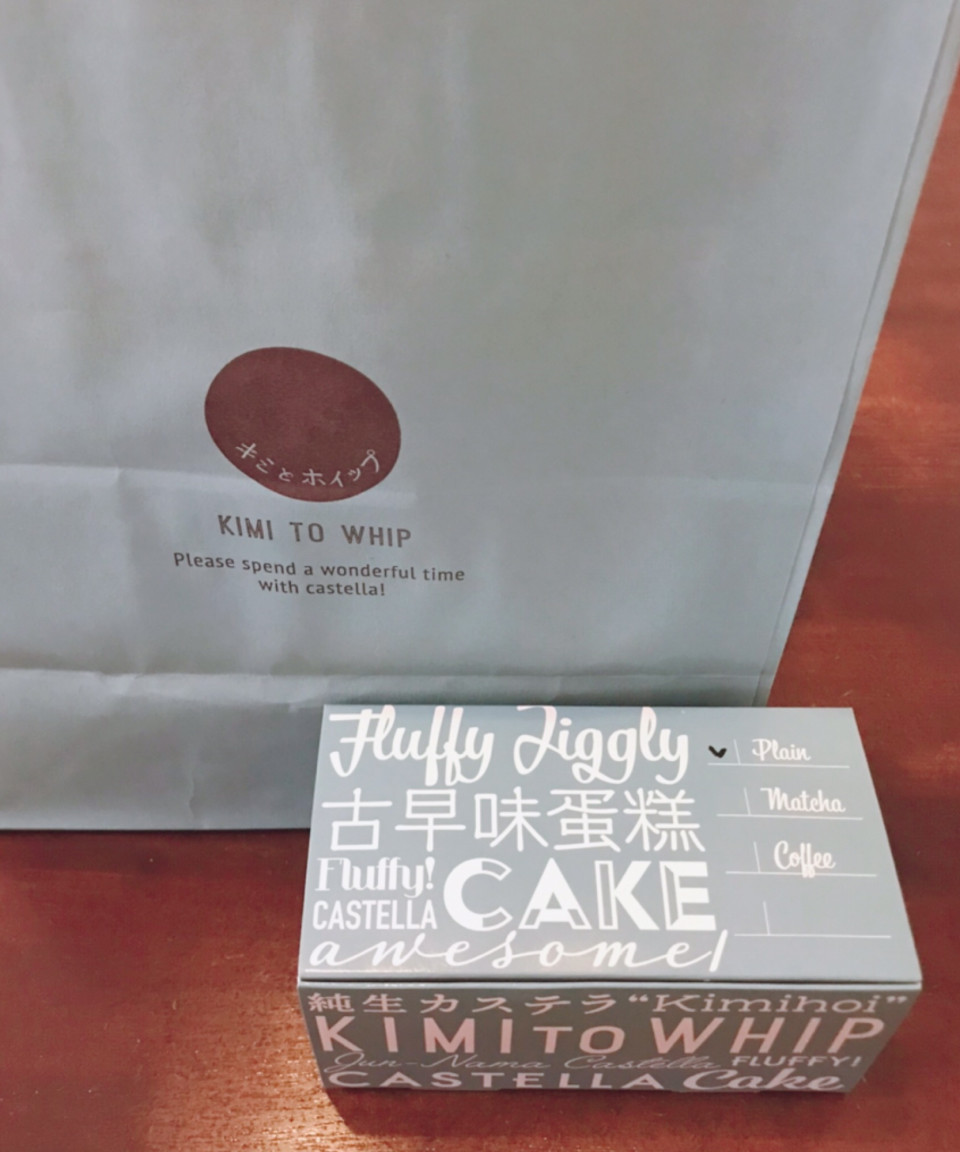 キミとホイップ
KIMI TO WHIP
Please spend a wonderful time
with castella!
Fluffy Jiggly
古早味蛋糕
Fluffy!
CASTELLA
CAKE
awesome!
Plain
Matcha
Coffee
純生カステラ“Kimihoi”
KIMI TO WHIP
Jun-Nama Castella FLUFFY!
CASTELLA Cake